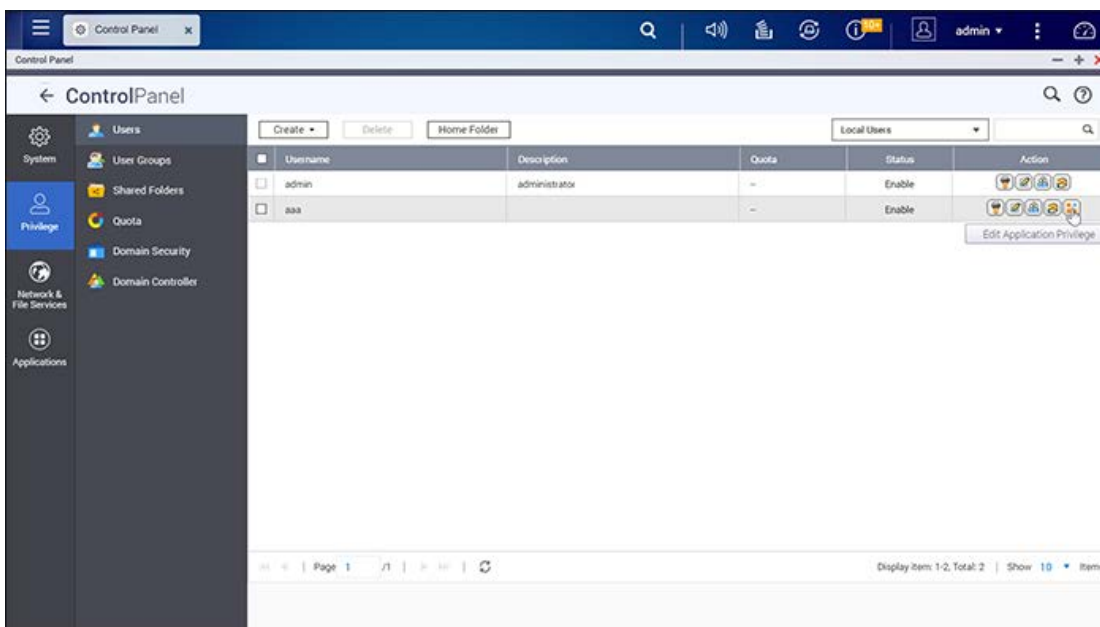 Control Panel x
10+
admin
Control Panel
ControlPanel
System
Privilege
Network &
File Services
Applications
Users
User Groups
Shared Folders
Quota
Domain Security
Domain Controller
Create Delete Home Folder Local Users
Username Description Quota Status Action
admin administrator -- Enable
aaa -- Enable
Edit Application Privilege
Page 1 /1 Display item: 1-2, Total: 2 Show 10 Item